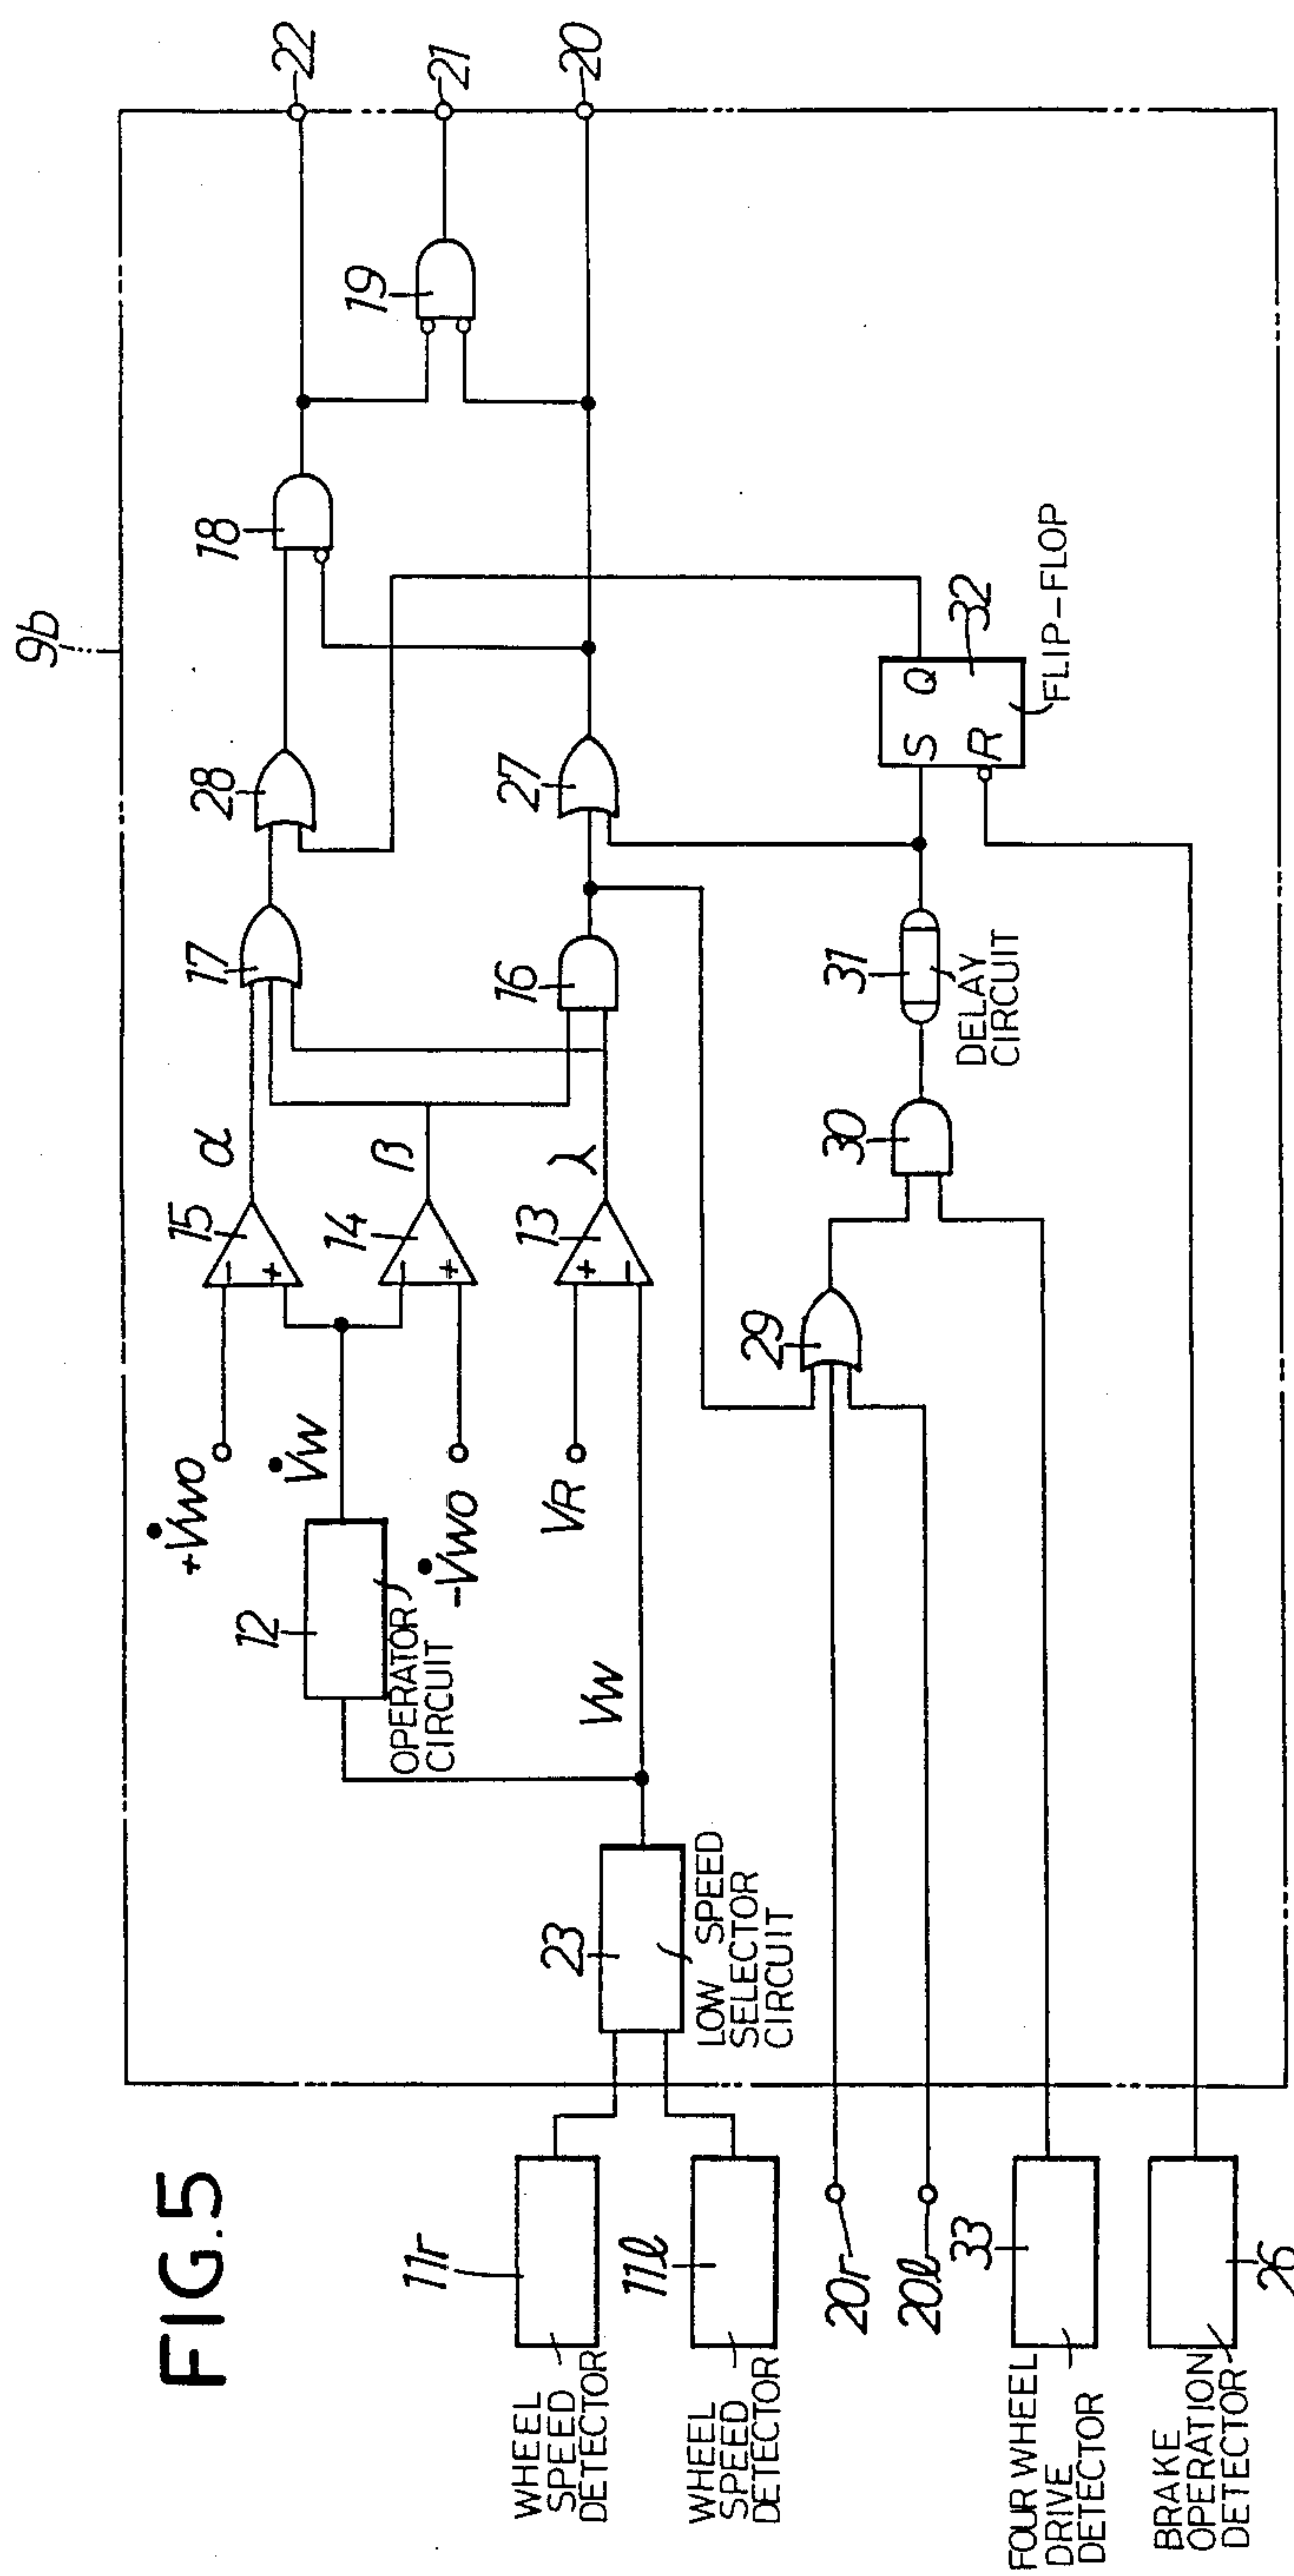 FIG.5
9b
WHEEL
SPEED
DETECTOR
11r
WHEEL
SPEED
DETECTOR
11ℓ
20r
20ℓ
FOUR WHEEL
DRIVE
DETECTOR
33
BRAKE
OPERATION
DETECTOR
26
23
LOW SPEED
SELECTOR
CIRCUIT
Vw
12
OPERATOR
CIRCUIT
V̇w
+V̇wo
-V̇wo
VR
15
-
+
α
14
-
+
β
13
+
-
λ
17
16
29
30
31
DELAY
CIRCUIT
28
27
S
R
Q
32
FLIP-FLOP
18
19
22
21
20